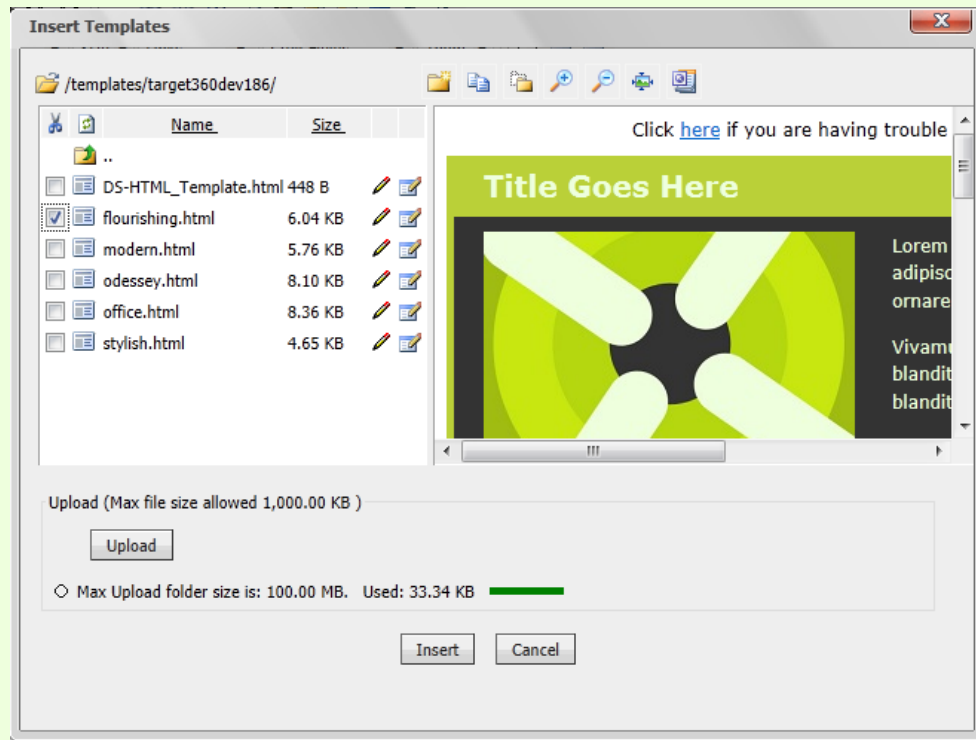 Insert Templates
/templates/target360dev186/
Name Size
..
DS-HTML_Template.html 448 B
flourishing.html 6.04 KB
modern.html 5.76 KB
odessey.html 8.10 KB
office.html 8.36 KB
stylish.html 4.65 KB
Click here if you are having trouble
Title Goes Here
Lorem
adipisc
ornare
Vivamu
blandit
blandit
Upload (Max file size allowed 1,000.00 KB )
Upload
Max Upload folder size is: 100.00 MB. Used: 33.34 KB
Insert Cancel